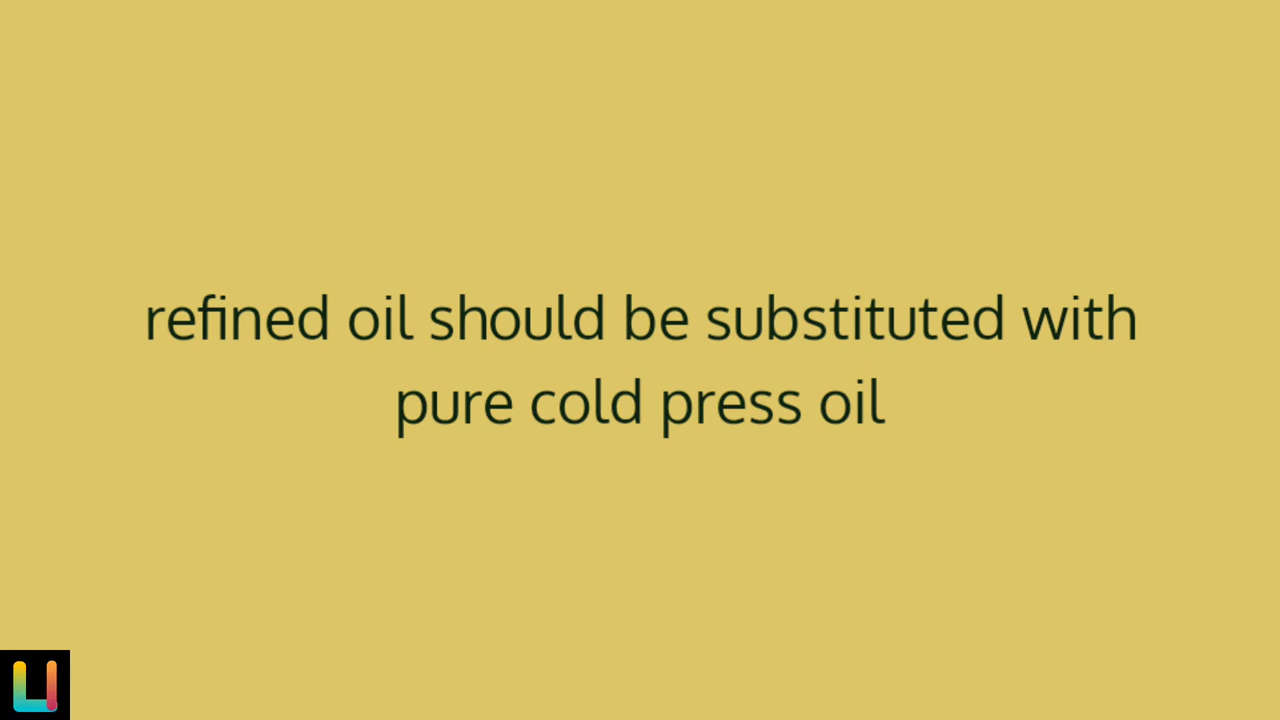 refined oil should be substituted with
pure cold press oil